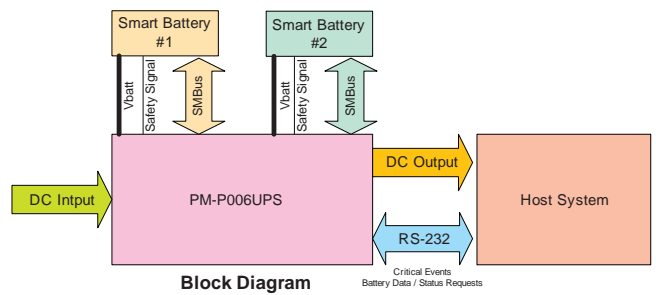 Smart Battery
#1
Smart Battery
#2
Vbatt
Safety Signal
SMBus
Vbatt
Safety Signal
SMBus
DC Intput
PM-P006UPS
DC Output
Host System
RS-232
Critical Events
Battery Data / Status Requests
Block Diagram